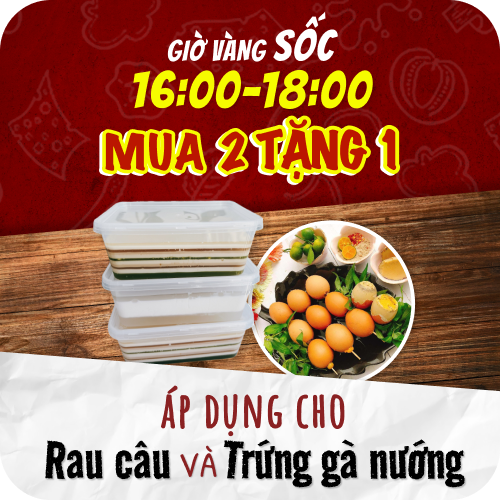 GIỜ VÀNG SỐC
16:00-18:00
MUA 2 TẶNG 1
ÁP DỤNG CHO
Rau câu VÀ Trứng gà nướng